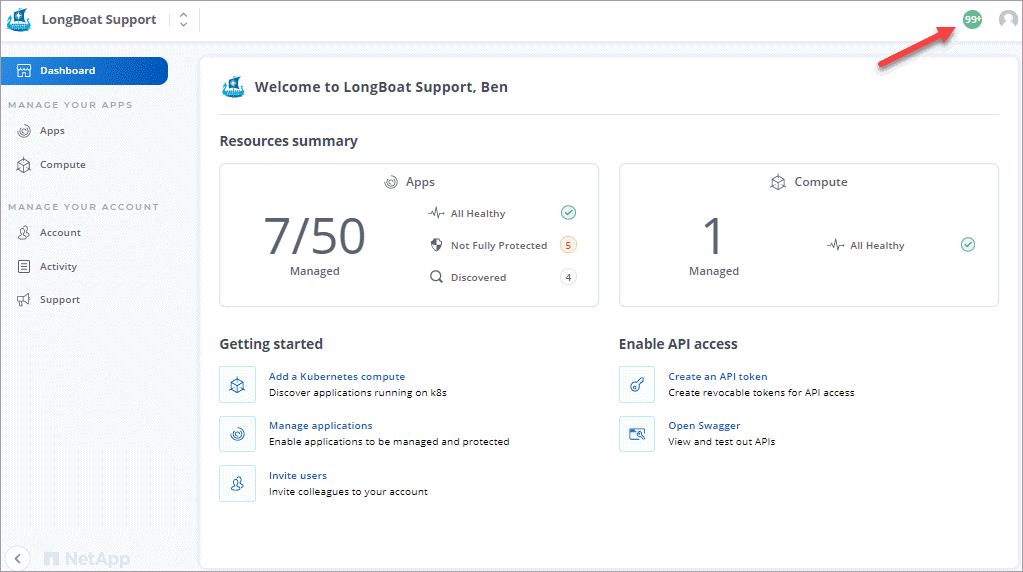 LongBoat Support
99+
Dashboard
MANAGE YOUR APPS
Apps
Compute
MANAGE YOUR ACCOUNT
Account
Activity
Support
NetApp
Welcome to LongBoat Support, Ben
Resources summary
Apps
7/50
Managed
All Healthy
Not Fully Protected 5
Discovered 4
Compute
1
Managed
All Healthy
Getting started
Add a Kubernetes compute
Discover applications running on k8s
Manage applications
Enable applications to be managed and protected
Invite users
Invite colleagues to your account
Enable API access
Create an API token
Create revocable tokens for API access
Open Swagger
View and test out APIs